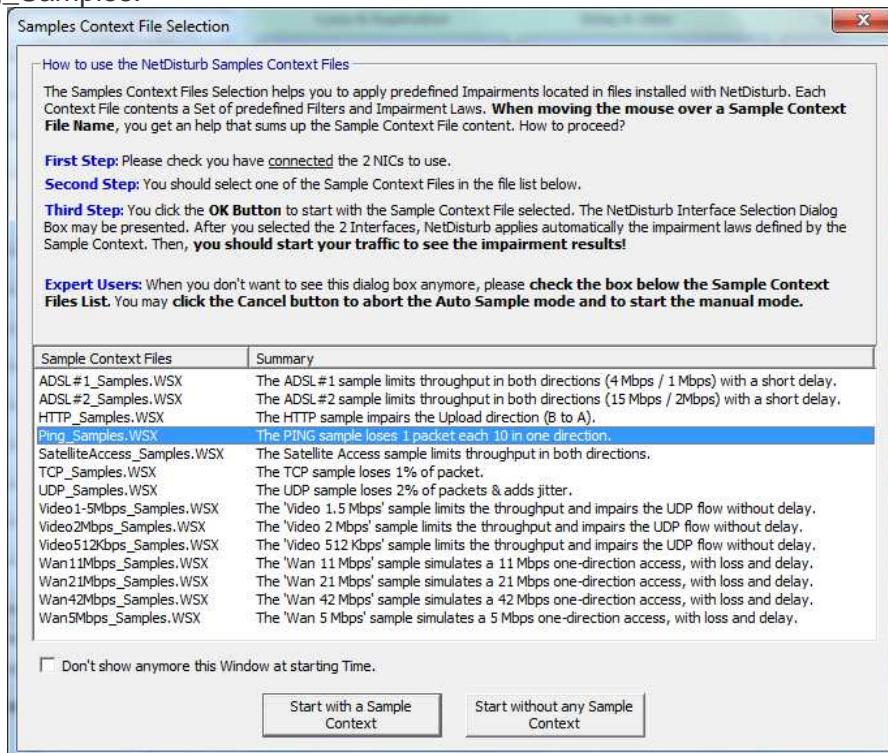 _Samples.
Samples Context File Selection
How to use the NetDisturb Samples Context Files
The Samples Context Files Selection helps you to apply predefined Impairments located in files installed with NetDisturb. Each
Context File contents a Set of predefined Filters and Impairment Laws. When moving the mouse over a Sample Context
File Name, you get an help that sums up the Sample Context File content. How to proceed?
First Step: Please check you have connected the 2 NICs to use.
Second Step: You should select one of the Sample Context Files in the file list below.
Third Step: You click the OK Button to start with the Sample Context File selected. The NetDisturb Interface Selection Dialog
Box may be presented. After you selected the 2 Interfaces, NetDisturb applies automatically the impairment laws defined by the
Sample Context. Then, you should start your traffic to see the impairment results!
Expert Users: When you don't want to see this dialog box anymore, please check the box below the Sample Context
Files List. You may click the Cancel button to abort the Auto Sample mode and to start the manual mode.
Sample Context Files Summary
ADSL#1_Samples.WSX The ADSL#1 sample limits throughput in both directions (4 Mbps / 1 Mbps) with a short delay.
ADSL#2_Samples.WSX The ADSL#2 sample limits throughput in both directions (15 Mbps / 2Mbps) with a short delay.
HTTP_Samples.WSX The HTTP sample impairs the Upload direction (B to A).
Ping_Samples.WSX The PING sample loses 1 packet each 10 in one direction.
SatelliteAccess_Samples.WSX The Satellite Access sample limits throughput in both directions.
TCP_Samples.WSX The TCP sample loses 1% of packet.
UDP_Samples.WSX The UDP sample loses 2% of packets & adds jitter.
Video1-5Mbps_Samples.WSX The 'Video 1.5 Mbps' sample limits the throughput and impairs the UDP flow without delay.
Video2Mbps_Samples.WSX The 'Video 2 Mbps' sample limits the throughput and impairs the UDP flow without delay.
Video512Kbps_Samples.WSX The 'Video 512 Kbps' sample limits the throughput and impairs the UDP flow without delay.
Wan11Mbps_Samples.WSX The 'Wan 11 Mbps' sample simulates a 11 Mbps one-direction access, with loss and delay.
Wan21Mbps_Samples.WSX The 'Wan 21 Mbps' sample simulates a 21 Mbps one-direction access, with loss and delay.
Wan42Mbps_Samples.WSX The 'Wan 42 Mbps' sample simulates a 42 Mbps one-direction access, with loss and delay.
Wan5Mbps_Samples.WSX The 'Wan 5 Mbps' sample simulates a 5 Mbps one-direction access, with loss and delay.
Don't show anymore this Window at starting Time.
Start with a Sample
Context
Start without any Sample
Context